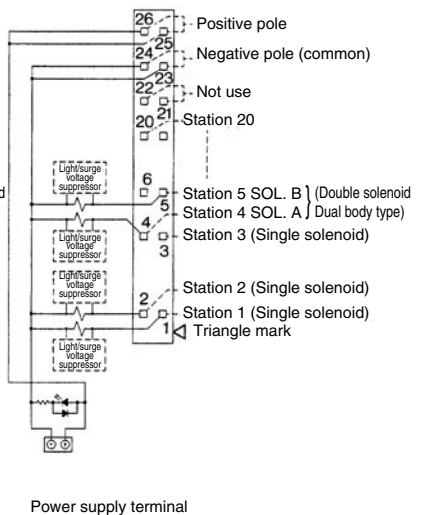 26
Positive pole
25
24
Negative pole (common)
23
22
Not use
21
20
Station 20
6
5
Station 5 SOL. B
(Double solenoid
4
Station 4 SOL. A
Dual body type)
3
Station 3 (Single solenoid)
2
Station 2 (Single solenoid)
1
Station 1 (Single solenoid)
Triangle mark
Light/surge
voltage
suppressor
Light/surge
voltage
suppressor
Light/surge
voltage
suppressor
Light/surge
voltage
suppressor
d
Power supply terminal